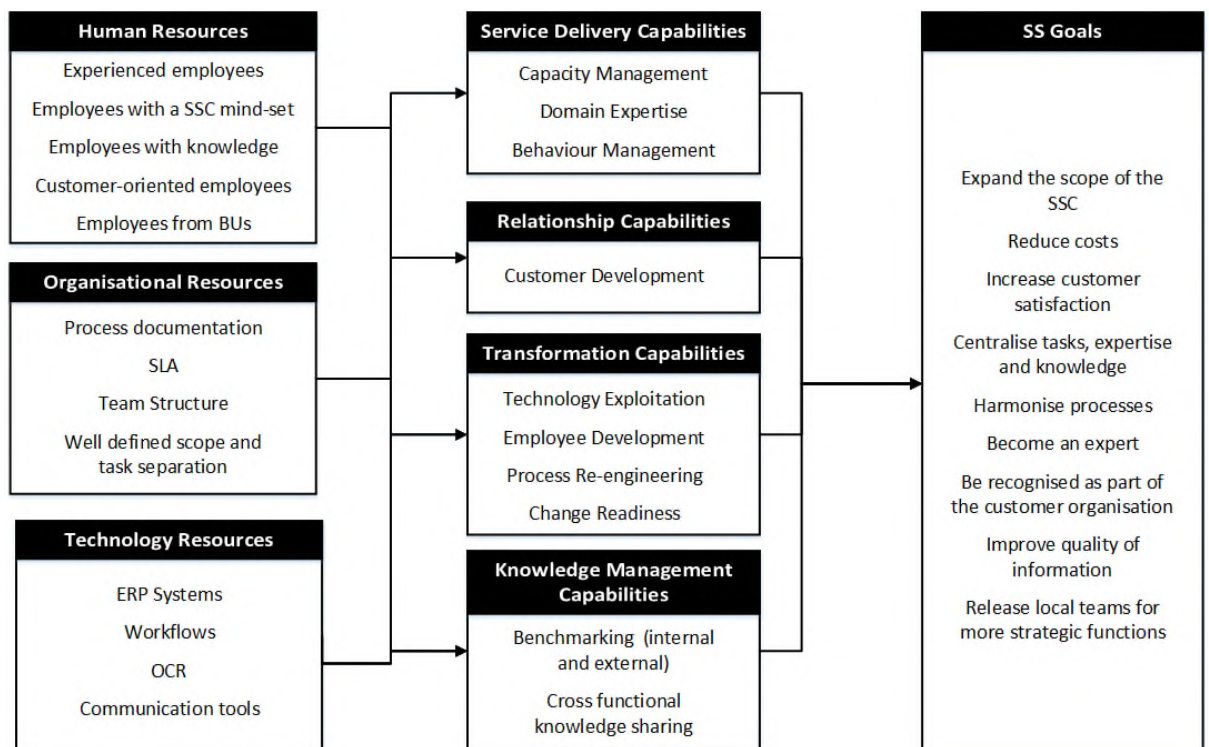 Human Resources
Experienced employees
Employees with a SSC mind-set
Employees with knowledge
Customer-oriented employees
Employees from BUs
Organisational Resources
Process documentation
SLA
Team Structure
Well defined scope and
task separation
Technology Resources
ERP Systems
Workflows
OCR
Communication tools
Service Delivery Capabilities
Capacity Management
Domain Expertise
Behaviour Management
Relationship Capabilities
Customer Development
Transformation Capabilities
Technology Exploitation
Employee Development
Process Re-engineering
Change Readiness
Knowledge Management
Capabilities
Benchmarking (internal
and external)
Cross functional
knowledge sharing
SS Goals
Expand the scope of the
SSC
Reduce costs
Increase customer
satisfaction
Centralise tasks, expertise
and knowledge
Harmonise processes
Become an expert
Be recognised as part of
the customer organisation
Improve quality of
information
Release local teams for
more strategic functions